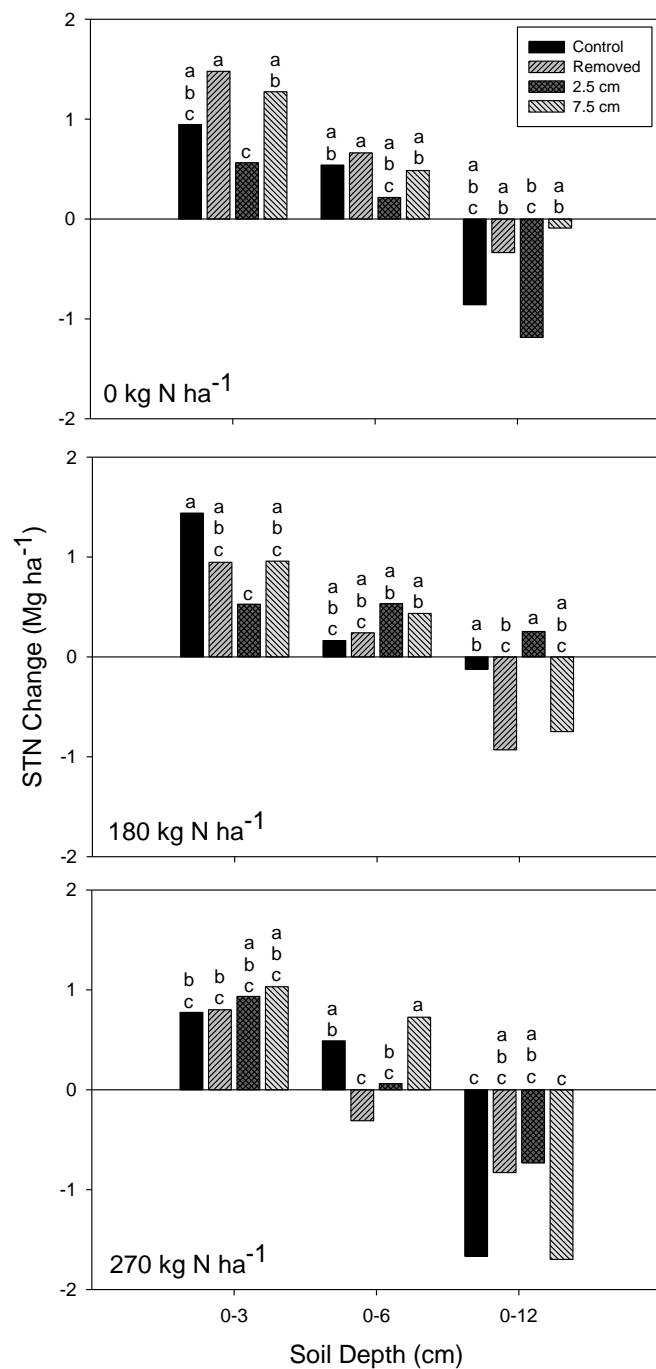 2
1
0
-1
-2
Control
Removed
2.5 cm
7.5 cm
a
b
c
a
c
a
b
a
b
a
a
b
c
a
b
a
b
c
a
b
b
c
a
b
0 kg N ha-1
STN Change (Mg ha-1)
2
1
0
-1
-2
a
a
b
c
c
a
b
c
a
b
c
a
b
c
a
b
a
b
a
b
b
c
a
a
b
c
180 kg N ha-1
2
1
0
-1
-2
b
c
b
c
a
b
c
a
b
c
a
b
c
b
c
a
c
a
b
c
a
b
c
c
270 kg N ha-1
0-3
0-6
0-12
Soil Depth (cm)